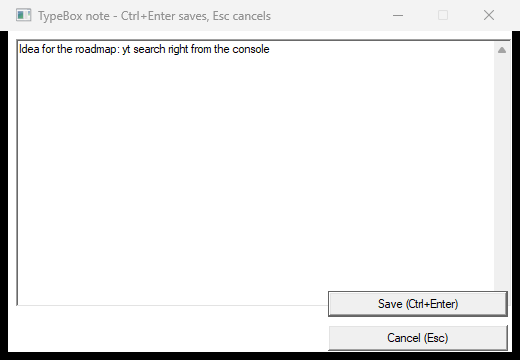 TypeBox note - Ctrl+Enter saves, Esc cancels
Idea for the roadmap: yt search right from the console
Save (Ctrl+Enter)
Cancel (Esc)